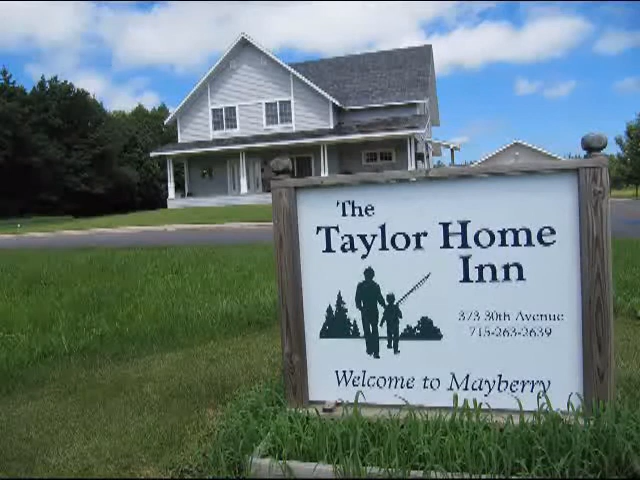 The
Taylor Home
Inn
373 30th Avenue
715-263-2639
Welcome to Mayberry